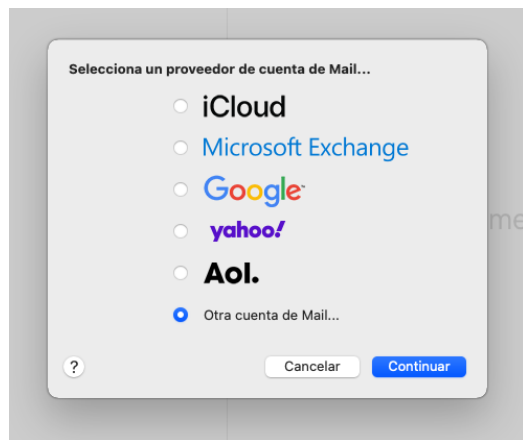 Selecciona un proveedor de cuenta de Mail...
iCloud
Microsoft Exchange
Google
yahoo!
Aol.
Otra cuenta de Mail...
? Cancelar Continuar